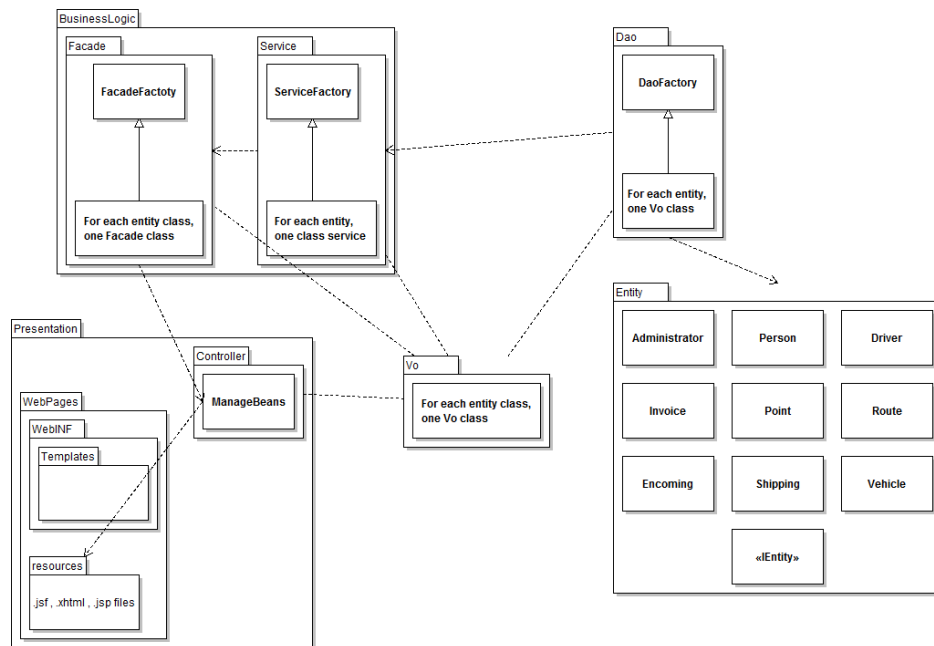 BusinessLogic
Facade
FacadeFactoty
For each entity class,
one Facade class
Service
ServiceFactory
For each entity,
one class service
Dao
DaoFactory
For each entity,
one Vo class
Entity
Administrator
Person
Driver
Invoice
Point
Route
Encoming
Shipping
Vehicle
«IEntity»
Presentation
Controller
ManageBeans
WebPages
WebINF
Templates
resources
.jsf , .xhtml , .jsp files
Vo
For each entity class,
one Vo class